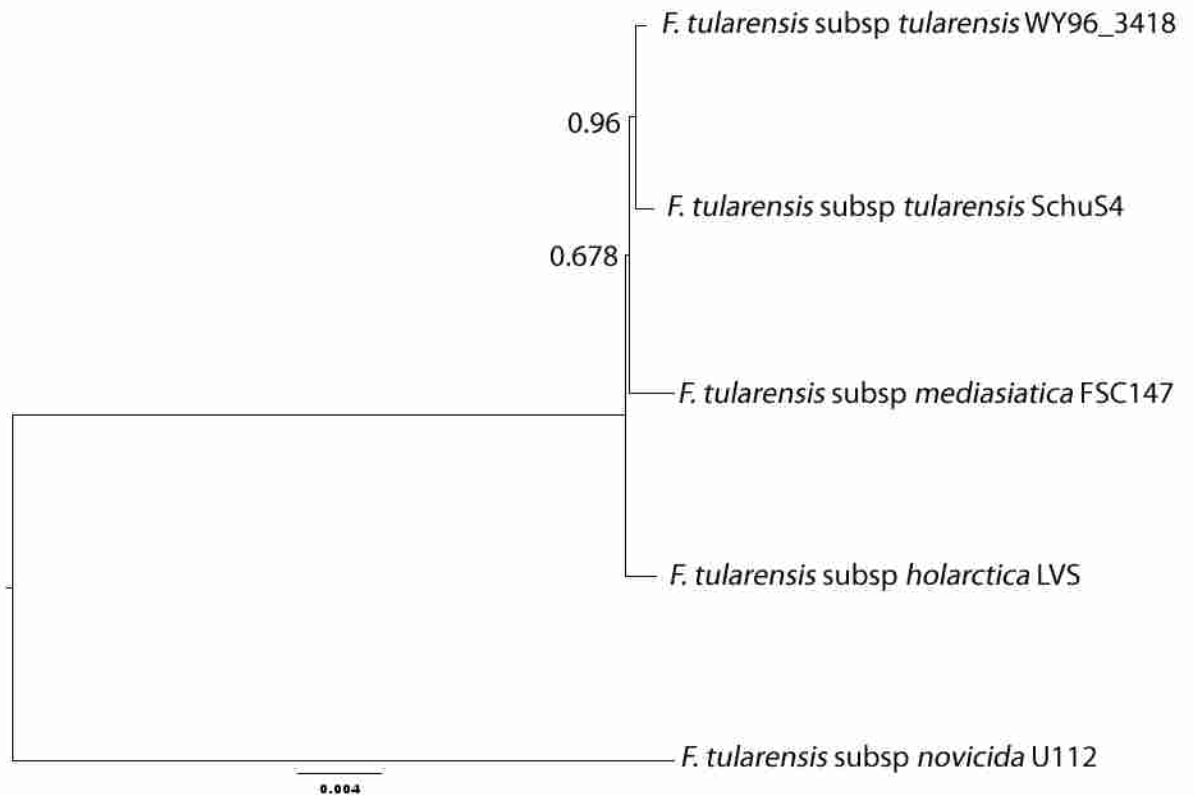 F. tularensis subsp tularensis WY96_3418
0.96
F. tularensis subsp tularensis SchuS4
0.678
F. tularensis subsp mediasiatica FSC147
F. tularensis subsp holarctica LVS
F. tularensis subsp novicida U112
0.004